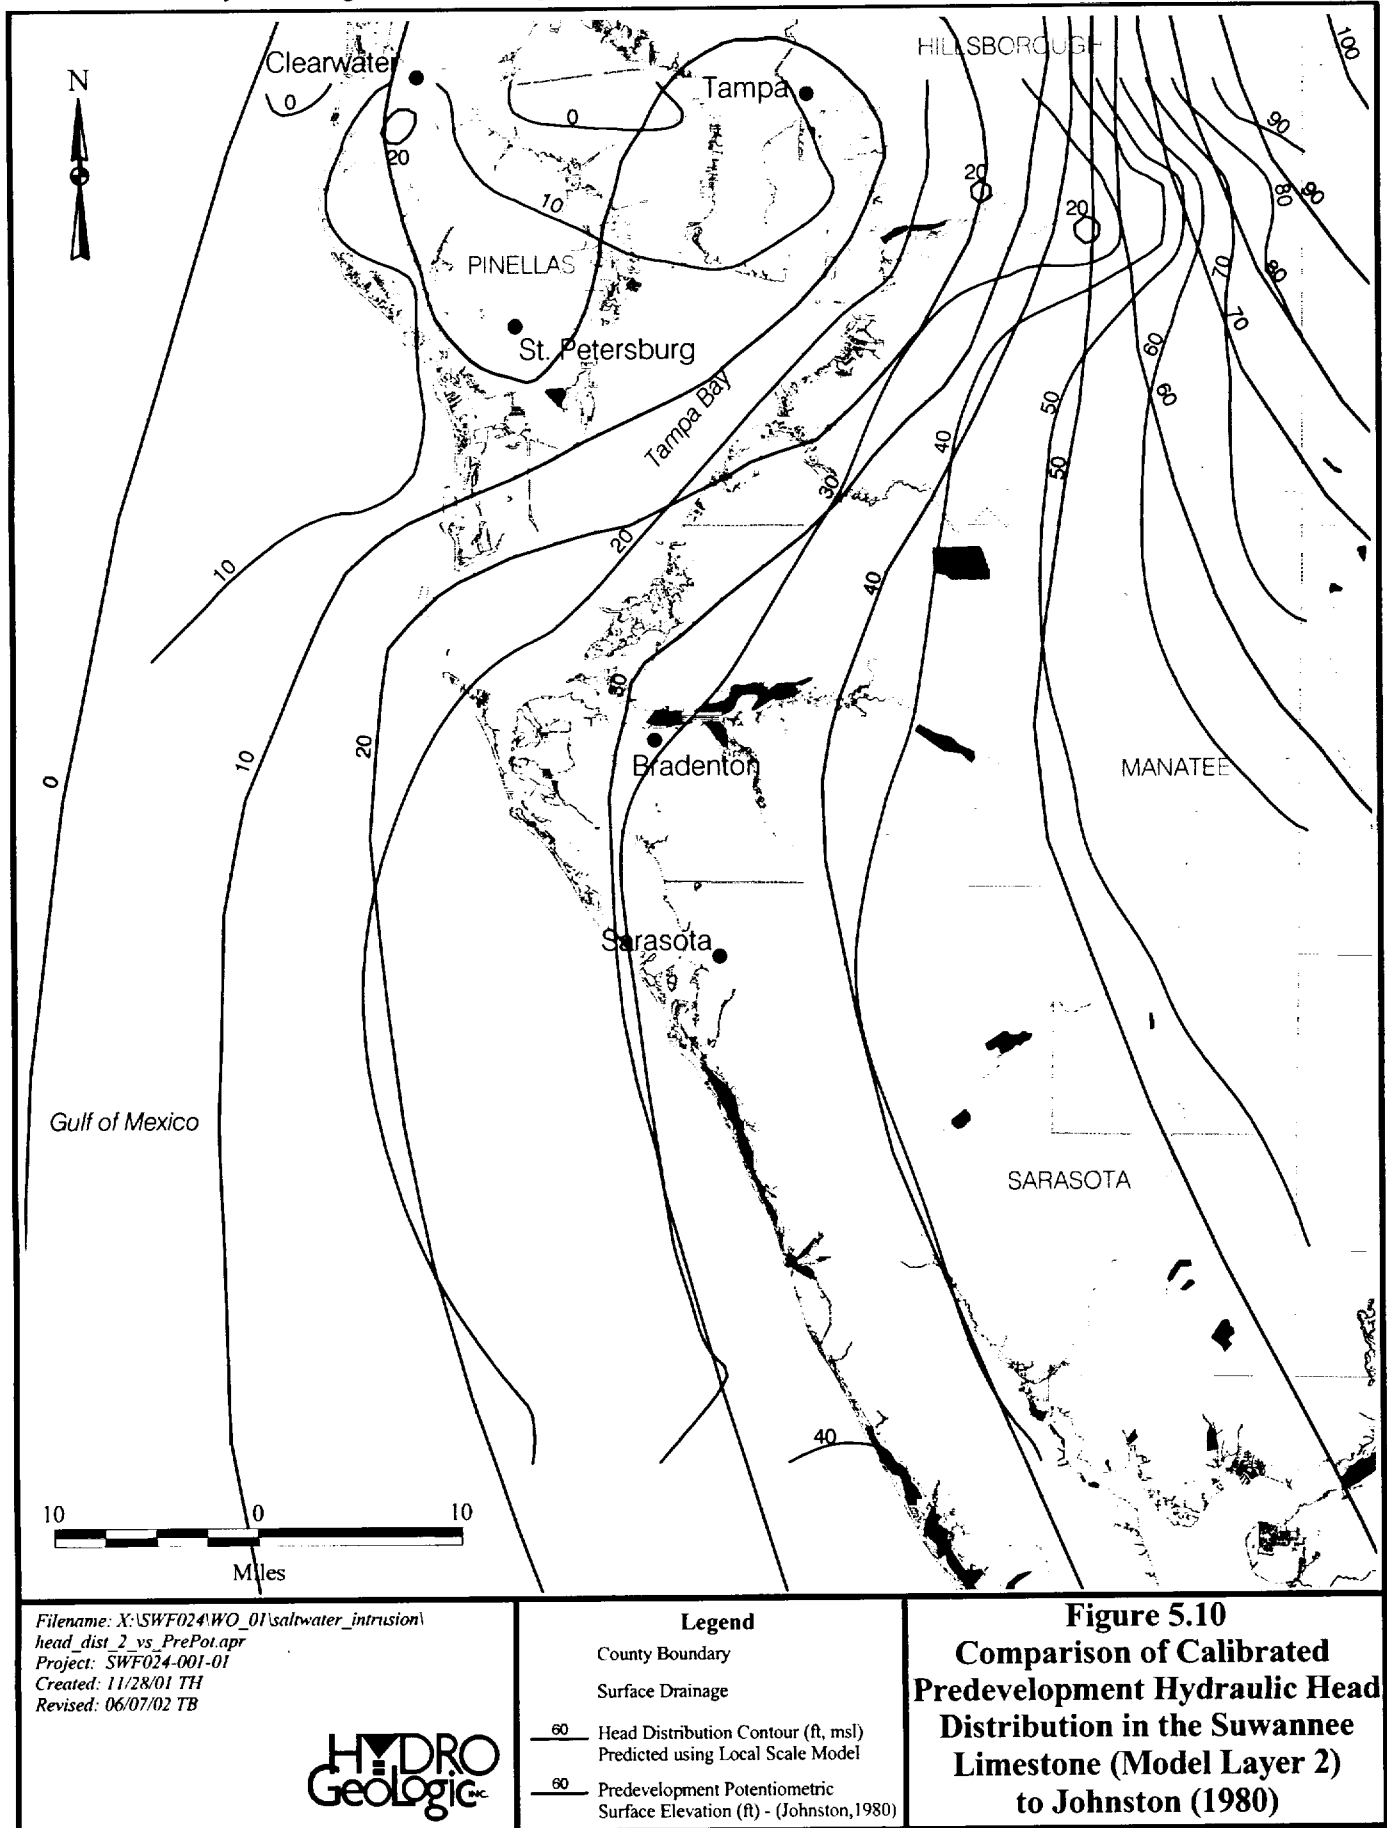 N
Clearwater
Tampa
HILLSBOROUGH
100
0
0
20
90
10
20
80
90
20
PINELLAS
70
80
70
St. Petersburg
60
60
Tampa Bay
50
40
50
30
20
40
10
30
0
10
20
Bradenton
MANATEE
Sarasota
Gulf of Mexico
SARASOTA
40
10 0 10
Miles
Filename: X:\SWF024\WO_01\saltwater_intrusion\
head_dist_2_vs_PrePot.apr
Project: SWF024-001-01
Created: 11/28/01 TH
Revised: 06/07/02 TB
HYDRO
GeoLogic INC.
Legend
County Boundary
Surface Drainage
60 Head Distribution Contour (ft, msl)
Predicted using Local Scale Model
60 Predevelopment Potentiometric
Surface Elevation (ft) - (Johnston,1980)
Figure 5.10
Comparison of Calibrated
Predevelopment Hydraulic Head
Distribution in the Suwannee
Limestone (Model Layer 2)
to Johnston (1980)